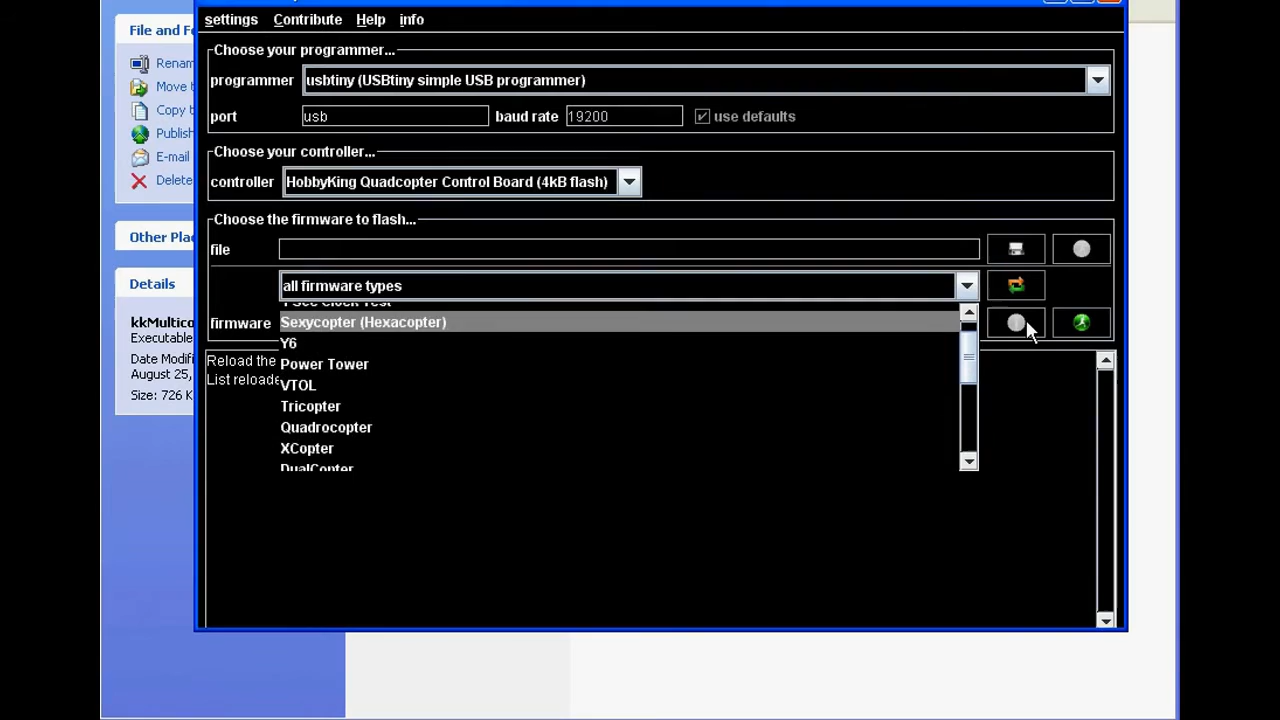 settings Contribute Help info
File and Fo
Renam
Move t
Copy t
Publish
E-mail
Delete
Other Plac
Details
kkMultico
Executable
Date Modif
August 25,
Size: 726 K
Choose your programmer...
programmer usbtiny (USBtiny simple USB programmer)
port usb baud rate 19200 use defaults
Choose your controller...
controller HobbyKing Quadcopter Control Board (4kB flash)
Choose the firmware to flash...
file
all firmware types
firmware
Sexycopter (Hexacopter)
Y6
Power Tower
VTOL
Tricopter
Quadrocopter
XCopter
DualCopter
Reload the
List reloade